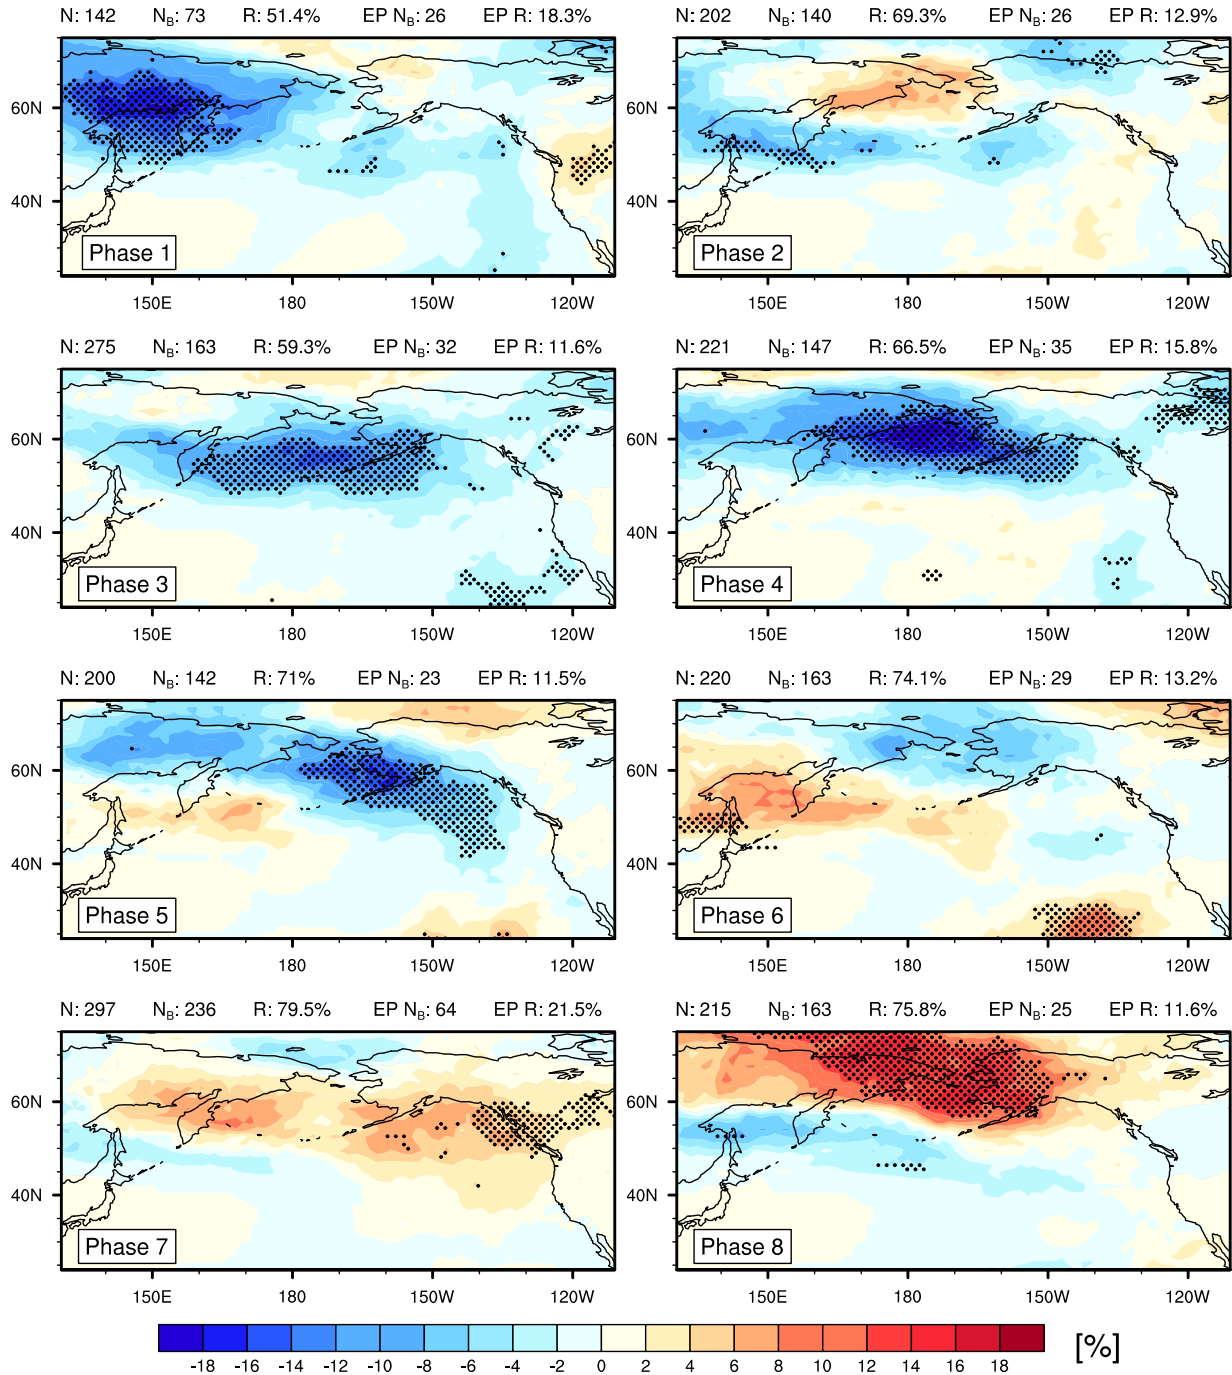 N: 142 N_B: 73 R: 51.4% EP N_B: 26 EP R: 18.3%
N: 202 N_B: 140 R: 69.3% EP N_B: 26 EP R: 12.9%
60N
40N
Phase 1
Phase 2
60N
40N
150E 180 150W 120W
150E 180 150W 120W
N: 275 N_B: 163 R: 59.3% EP N_B: 32 EP R: 11.6%
N: 221 N_B: 147 R: 66.5% EP N_B: 35 EP R: 15.8%
60N
40N
Phase 3
Phase 4
60N
40N
150E 180 150W 120W
150E 180 150W 120W
N: 200 N_B: 142 R: 71% EP N_B: 23 EP R: 11.5%
N: 220 N_B: 163 R: 74.1% EP N_B: 29 EP R: 13.2%
60N
40N
Phase 5
Phase 6
60N
40N
150E 180 150W 120W
150E 180 150W 120W
N: 297 N_B: 236 R: 79.5% EP N_B: 64 EP R: 21.5%
N: 215 N_B: 163 R: 75.8% EP N_B: 25 EP R: 11.6%
60N
40N
Phase 7
Phase 8
60N
40N
150E 180 150W 120W
150E 180 150W 120W
-18 -16 -14 -12 -10 -8 -6 -4 -2 0 2 4 6 8 10 12 14 16 18
[%]